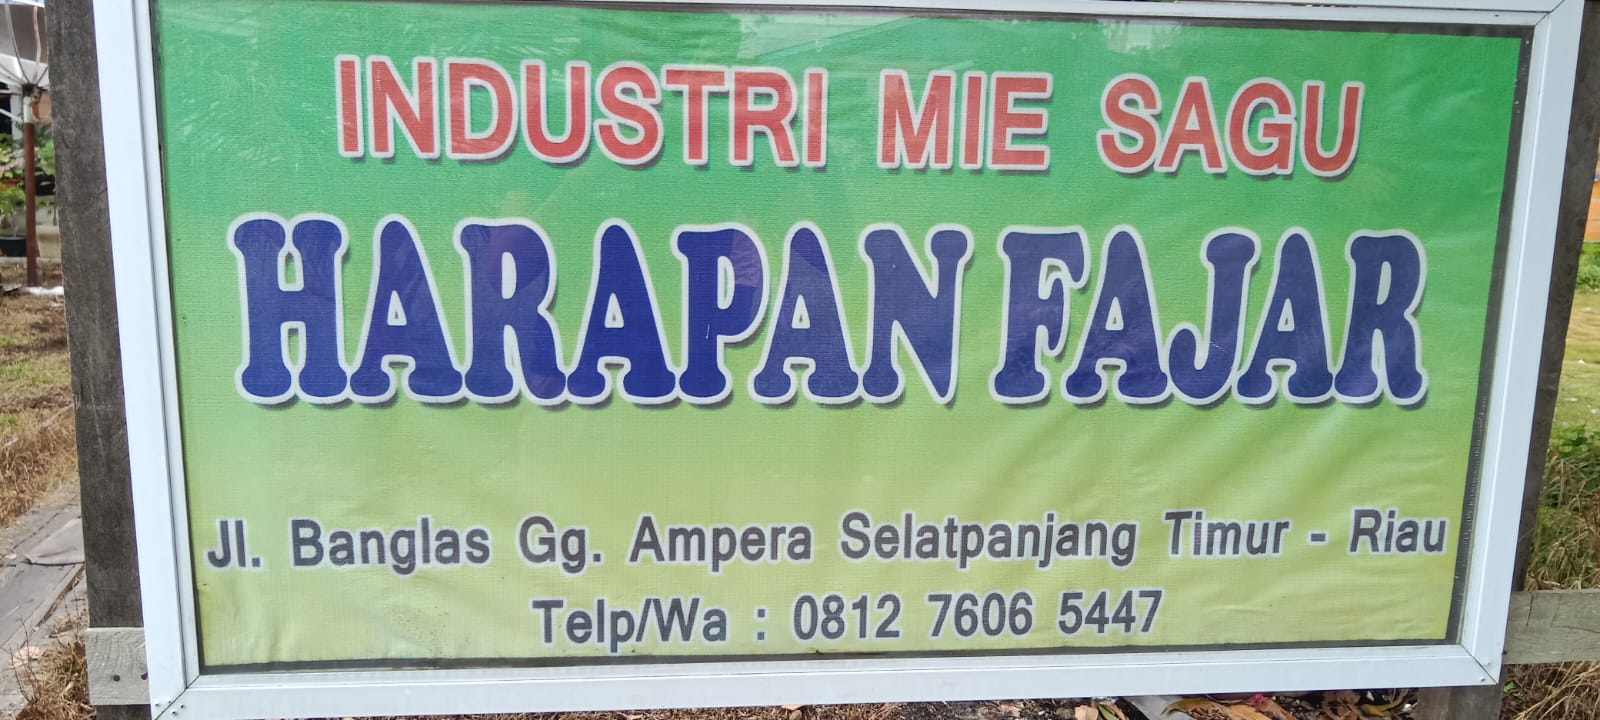 INDUSTRI MIE SAGU
HARAPAN FAJAR
Jl. Banglas Gg. Ampera Selatpanjang Timur - Riau
Telp/Wa : 0812 7606 5447